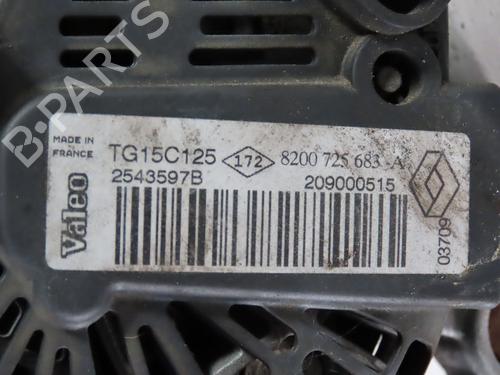 B-PARTS
MADE IN
FRANCE
TG15C125 172 8200 725 683 A
2543597B 209000515
Valeo
03709